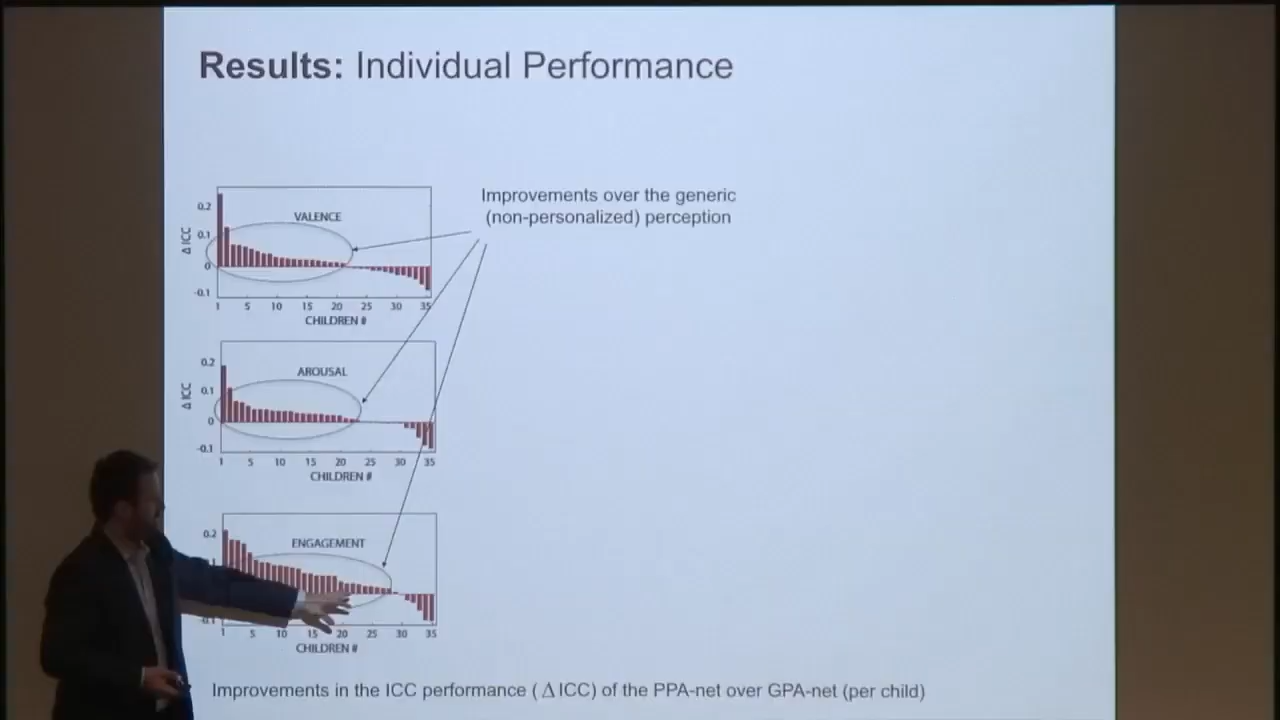 Results: Individual Performance
Improvements over the generic
(non-personalized) perception
VALENCE
Δ ICC
0.2
0.1
0
-0.1
1 5 10 15 20 25 30 35
CHILDREN #
AROUSAL
Δ ICC
0.2
0.1
0
-0.1
1 5 10 15 20 25 30 35
CHILDREN #
ENGAGEMENT
0.2
1 5 10 15 20 25 30 35
CHILDREN #
Improvements in the ICC performance ( Δ ICC) of the PPA-net over GPA-net (per child)